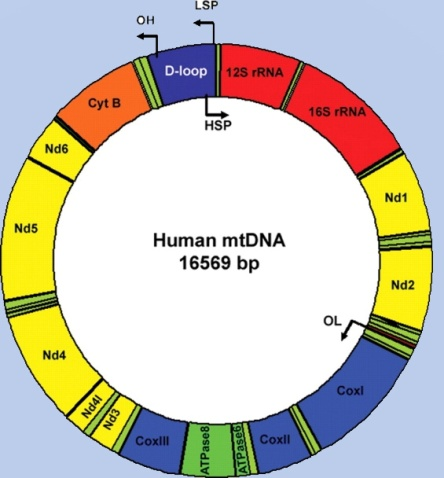 LSP
OH
D-loop
12S rRNA
16S rRNA
HSP
Cyt B
Nd6
Nd1
Nd5
Human mtDNA
16569 bp
Nd2
OL
Nd4
CoxI
Nd4l
Nd3
CoxIII
ATPase8
ATPase6
CoxII